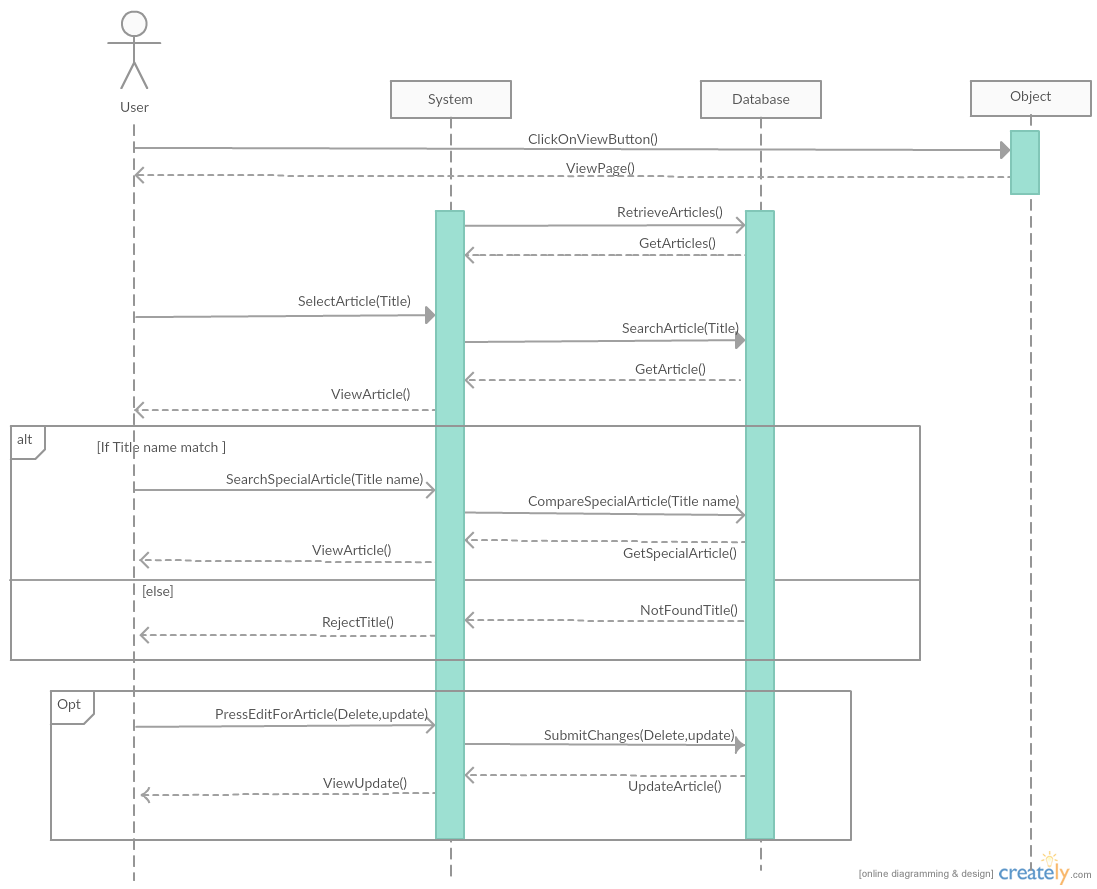 User
System
Database
Object
ClickOnViewButton()
ViewPage()
RetrieveArticles()
GetArticles()
SelectArticle(Title)
SearchArticle(Title)
GetArticle()
ViewArticle()
alt
[If Title name match ]
SearchSpecialArticle(Title name)
CompareSpecialArticle(Title name)
ViewArticle()
GetSpecialArticle()
[else]
NotFoundTitle()
RejectTitle()
Opt
PressEditForArticle(Delete,update)
SubmitChanges(Delete,update)
ViewUpdate()
UpdateArticle()
[online diagramming & design] creately.com